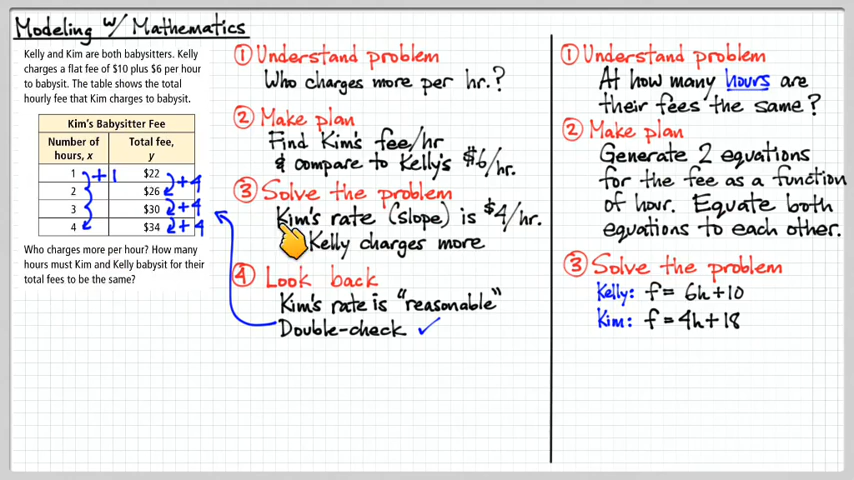 Modeling w/ Mathematics
Kelly and Kim are both babysitters. Kelly
charges a flat fee of $10 plus $6 per hour
to babysit. The table shows the total
hourly fee that Kim charges to babysit.
Kim's Babysitter Fee
Number of hours, x
Total fee, y
1 $22
2 $26
3 $30
4 $34
+1
+4
+4
+4
Who charges more per hour? How many
hours must Kim and Kelly babysit for their
total fees to be the same?
① Understand problem
Who charges more per hr.?
② Make plan
Find Kim's fee/hr
& compare to Kelly's $6/hr.
③ Solve the problem
Kim's rate (slope) is $4/hr.
Kelly charges more
④ Look back
Kim's rate is "reasonable"
Double-check ✓
① Understand problem
At how many hours are
their fees the same?
② Make plan
Generate 2 equations
for the fee as a function
of hour. Equate both
equations to each other.
③ Solve the problem
Kelly: f = 6h + 10
Kim: f = 4h + 18